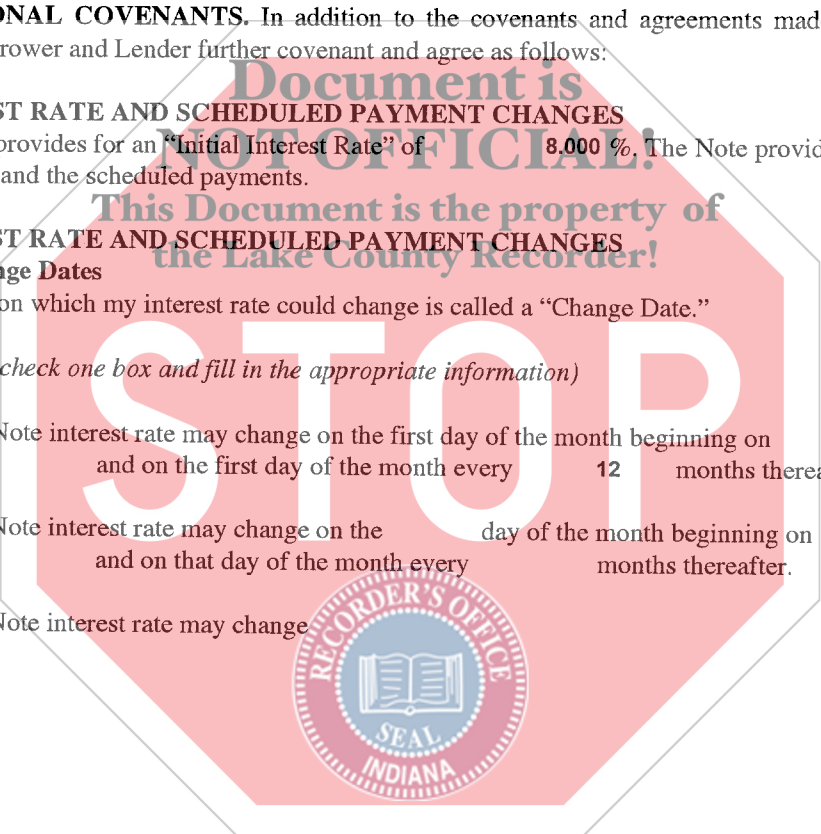 ONAL COVENANTS. In addition to the covenants and agreements mad
rower and Lender further covenant and agree as follows:
Document is
ST RATE AND SCHEDULED PAYMENT CHANGES
provides for an “Initial Interest Rate” of 8.000 %. The Note provid
NOT OFFICIAL!
and the scheduled payments.
This Document is the property of
ST RATE AND SCHEDULED PAYMENT CHANGES
the Lake County Recorder!
nge Dates
on which my interest rate could change is called a “Change Date.”
STOP
check one box and fill in the appropriate information)
Note interest rate may change on the first day of the month beginning on
and on the first day of the month every 12 months therea
Note interest rate may change on the day of the month beginning on
and on that day of the month every months thereafter.
Note interest rate may change
RECORDER'S OFFICE
SEAL
INDIANA